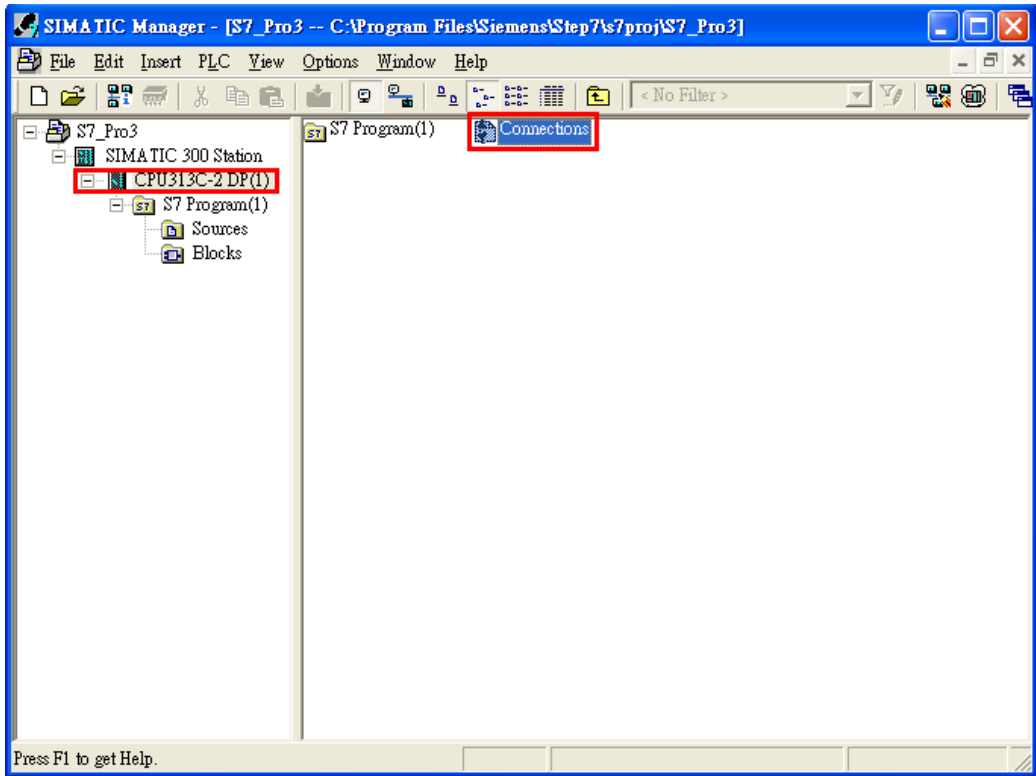 SIMATIC Manager - [S7_Pro3 -- C:\Program Files\Siemens\Step7\s7proj\S7_Pro3]
File Edit Insert PLC View Options Window Help
< No Filter >
S7_Pro3
SIMATIC 300 Station
CPU313C-2 DP(1)
S7 Program(1)
Sources
Blocks
S7 Program(1) Connections
Press F1 to get Help.